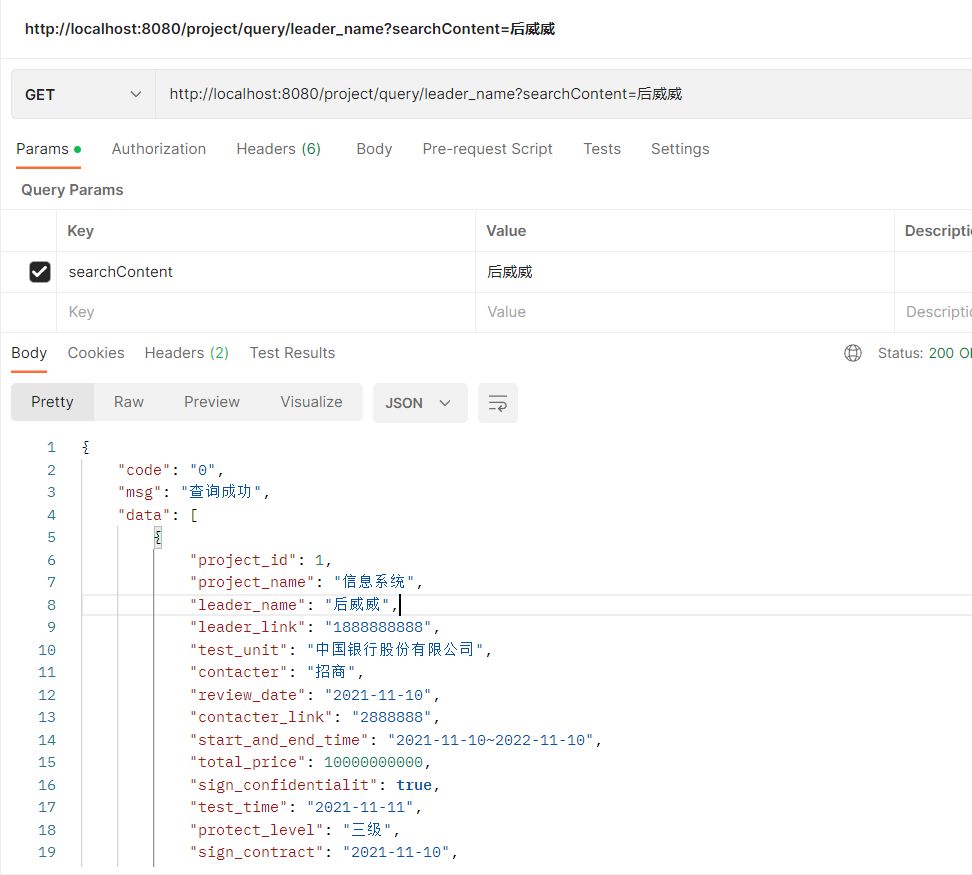 http://localhost:8080/project/query/leader_name?searchContent=后威威
GET http://localhost:8080/project/query/leader_name?searchContent=后威威
Params Authorization Headers (6) Body Pre-request Script Tests Settings
Query Params
Key Value Descripti
searchContent 后威威
Key Value Descripti
Body Cookies Headers (2) Test Results Status: 200 O
Pretty Raw Preview Visualize JSON
1 {
2 "code": "0",
3 "msg": "查询成功",
4 "data": [
5 {
6 "project_id": 1,
7 "project_name": "信息系统",
8 "leader_name": "后威威",
9 "leader_link": "1888888888",
10 "test_unit": "中国银行股份有限公司",
11 "contacter": "招商",
12 "review_date": "2021-11-10",
13 "contacter_link": "2888888",
14 "start_and_end_time": "2021-11-10~2022-11-10",
15 "total_price": 10000000000,
16 "sign_confidentialit": true,
17 "test_time": "2021-11-11",
18 "protect_level": "三级",
19 "sign_contract": "2021-11-10",